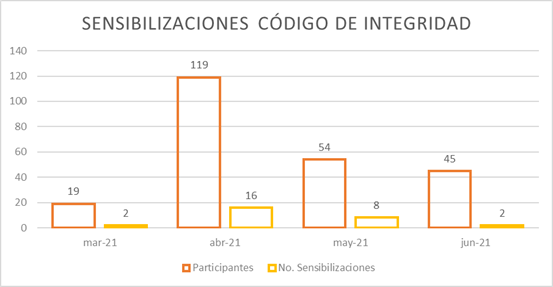 SENSIBILIZACIONES CÓDIGO DE INTEGRIDAD
140
120
100
80
60
40
20
0
19
2
119
16
54
8
45
2
mar-21
abr-21
may-21
jun-21
Participantes
No. Sensibilizaciones